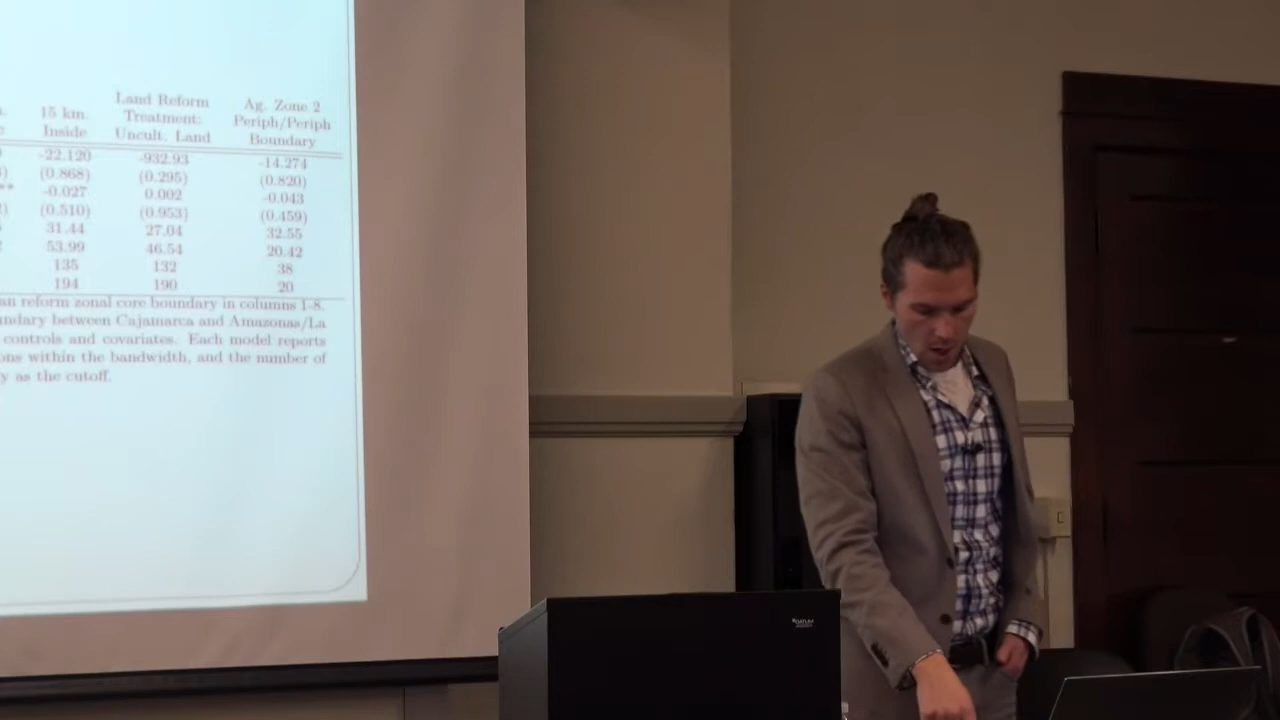 15 km. Land Reform Ag. Zone 2
Inside Treatment: Periph/Periph
Uncult. Land Boundary
-22.120 -932.93 -14.274
(0.868) (0.295) (0.820)
** -0.027 0.002 -0.043
(0.510) (0.953) (0.459)
31.44 27.04 32.55
53.99 46.54 20.42
135 132 38
194 190 20
an reform zonal core boundary in columns 1-8.
undary between Cajamarca and Amazonas/La
controls and covariates. Each model reports
ons within the bandwidth, and the number of
y as the cutoff.